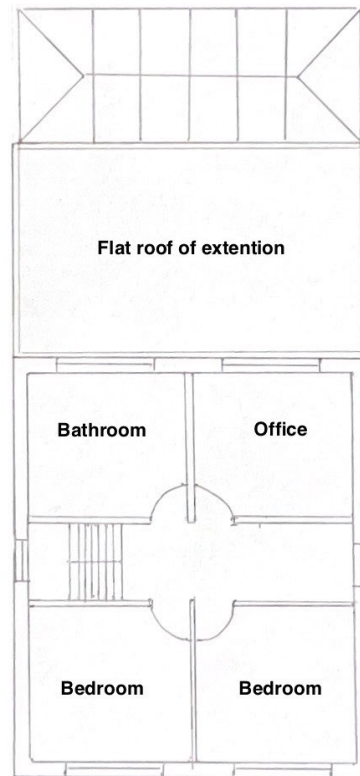 Flat roof of extention
Bathroom
Office
Bedroom
Bedroom